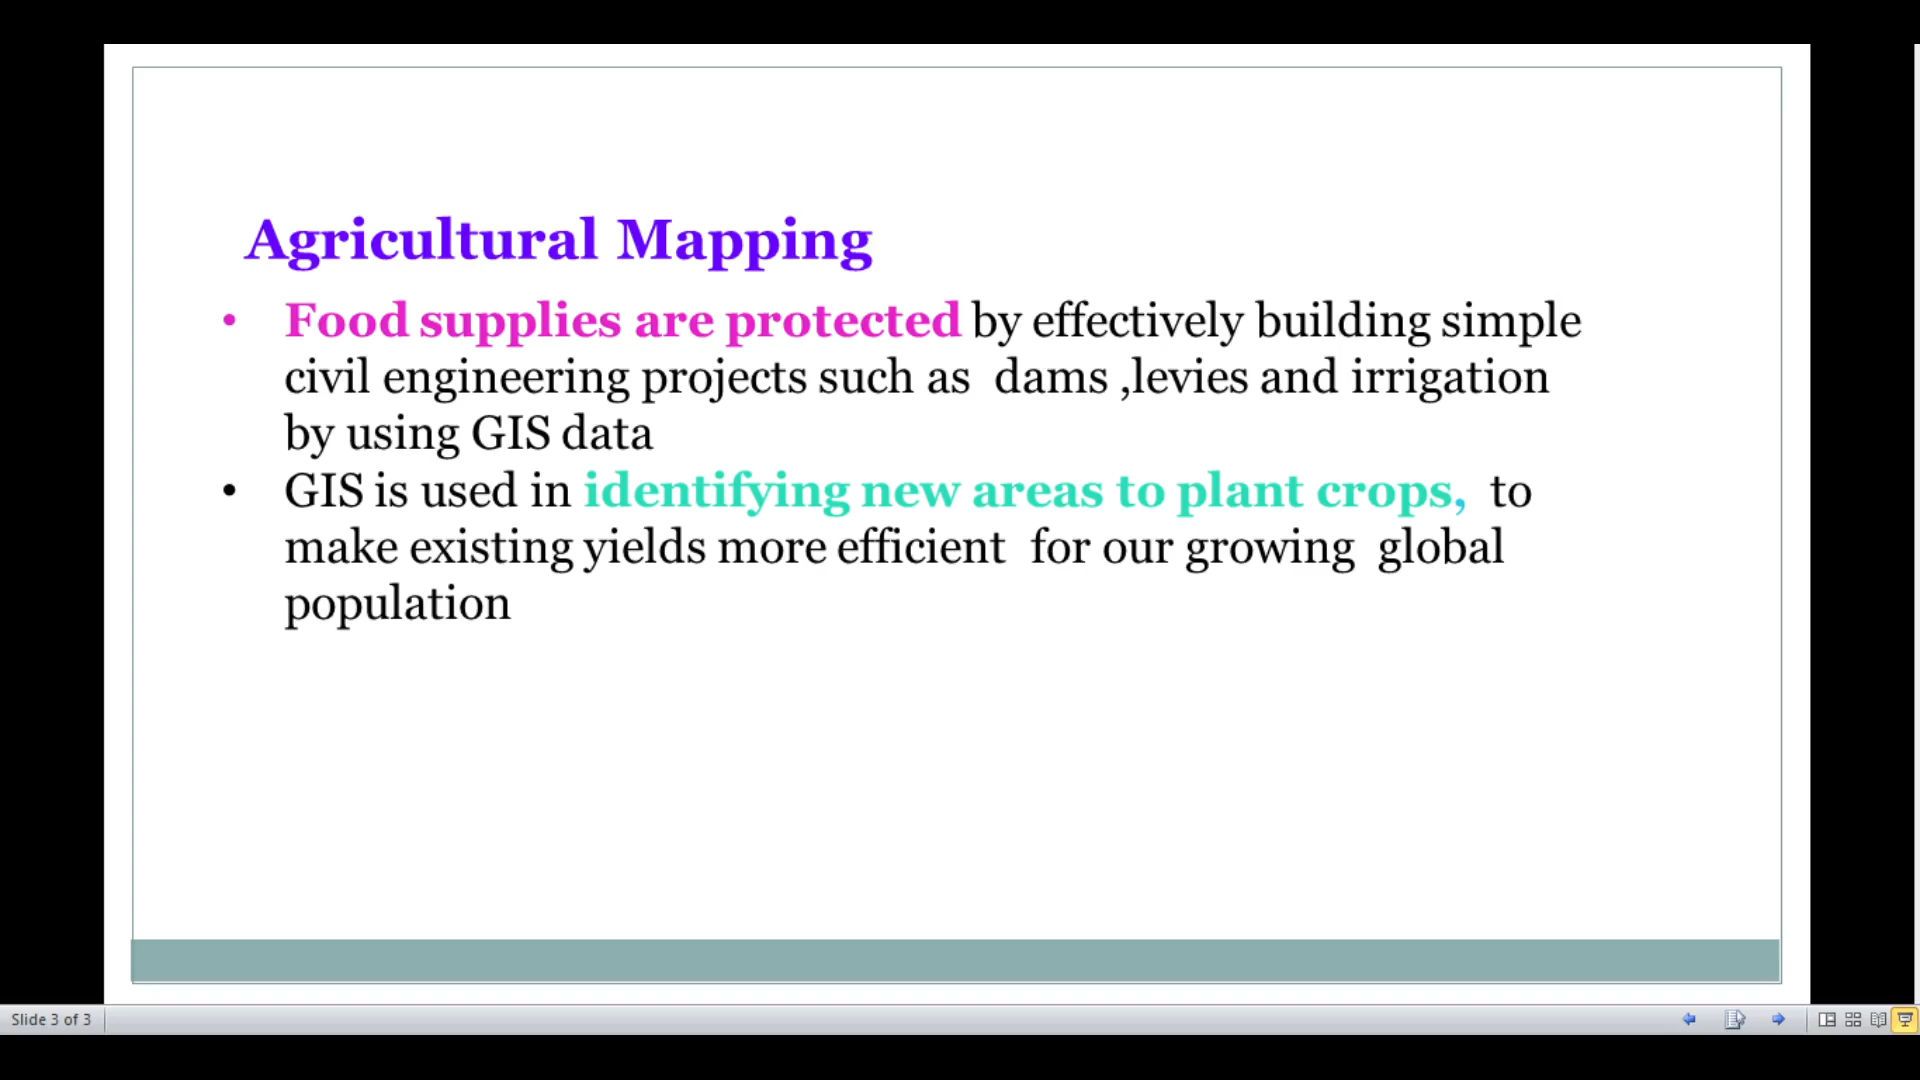 Agricultural Mapping
• Food supplies are protected by effectively building simple
civil engineering projects such as dams ,levies and irrigation
by using GIS data
• GIS is used in identifying new areas to plant crops, to
make existing yields more efficient for our growing global
population
Slide 3 of 3